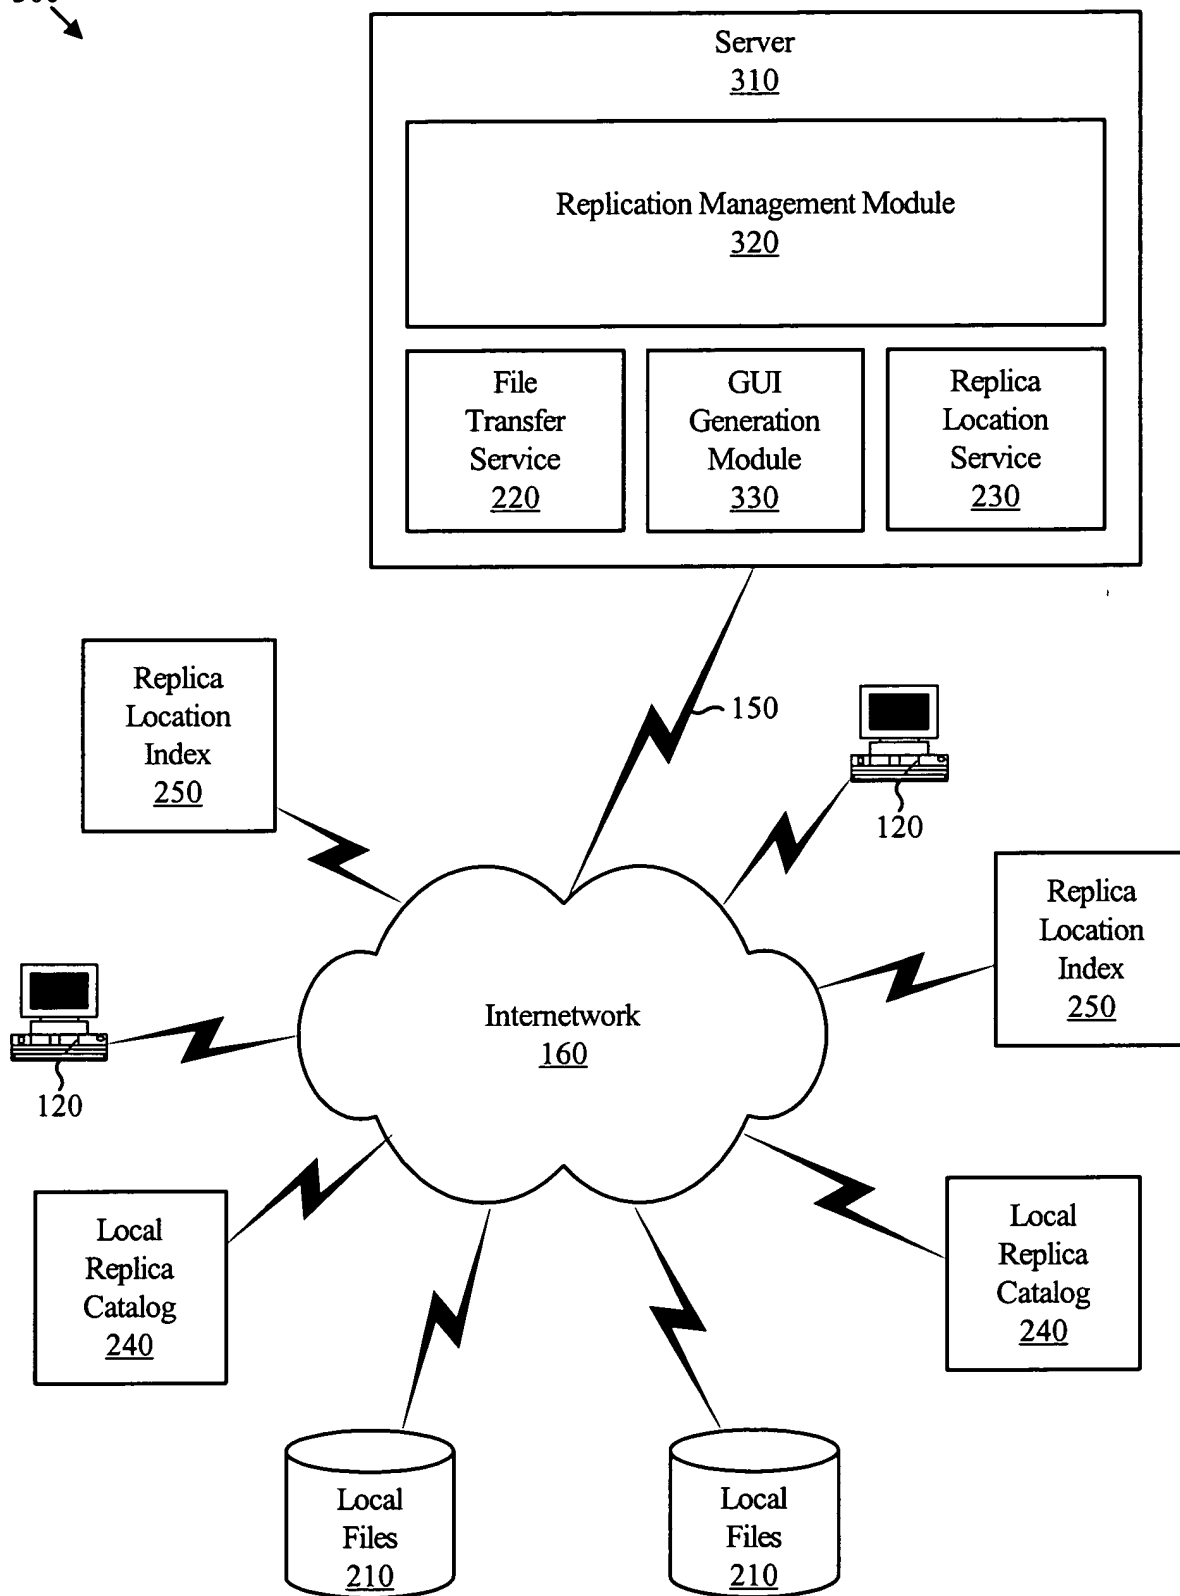 Server
310
Replication Management Module
320
File
Transfer
Service
220
GUI
Generation
Module
330
Replica
Location
Service
230
Replica
Location
Index
250
150
120
Replica
Location
Index
250
Internetwork
160
120
Local
Replica
Catalog
240
Local
Replica
Catalog
240
Local
Files
210
Local
Files
210